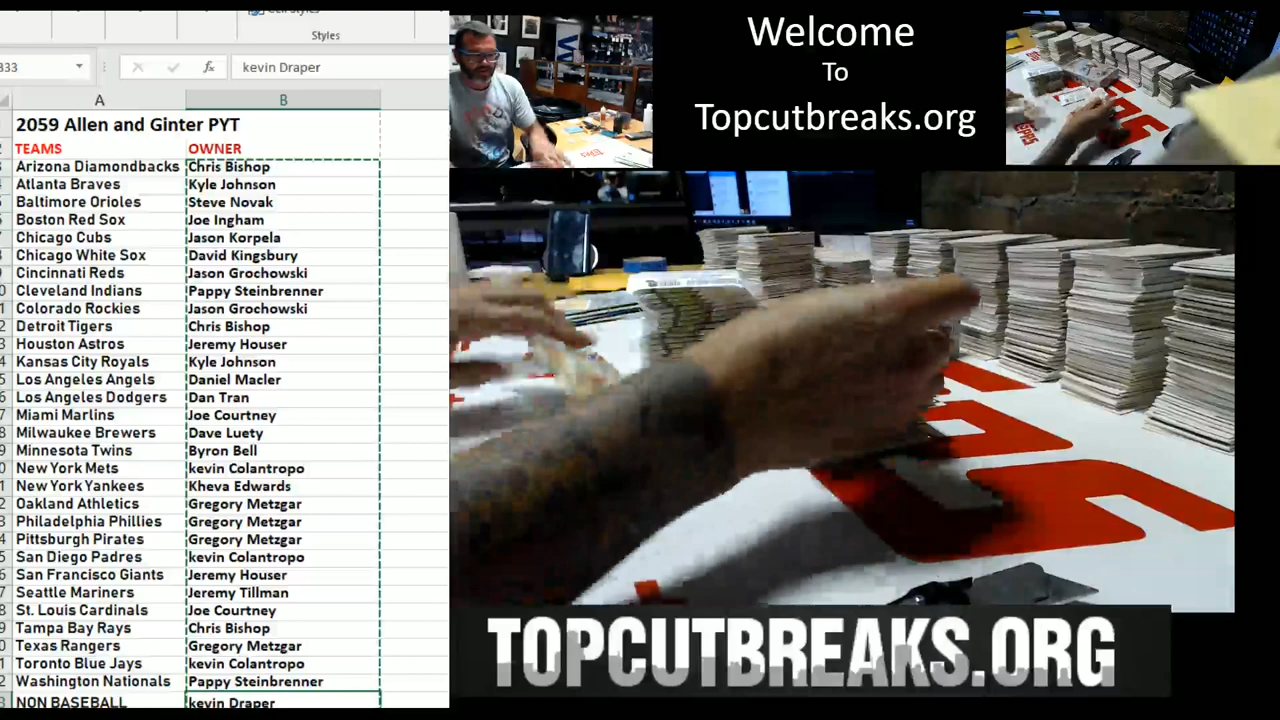 Styles
333
fx
kevin Draper
A
B
2059 Allen and Ginter PYT
TEAMS OWNER
Arizona Diamondbacks Chris Bishop
Atlanta Braves Kyle Johnson
Baltimore Orioles Steve Novak
Boston Red Sox Joe Ingham
Chicago Cubs Jason Korpela
Chicago White Sox David Kingsbury
Cincinnati Reds Jason Grochowski
Cleveland Indians Pappy Steinbrenner
Colorado Rockies Jason Grochowski
Detroit Tigers Chris Bishop
Houston Astros Jeremy Houser
Kansas City Royals Kyle Johnson
Los Angeles Angels Daniel Macler
Los Angeles Dodgers Dan Tran
Miami Marlins Joe Courtney
Milwaukee Brewers Dave Luety
Minnesota Twins Byron Bell
New York Mets kevin Colantropo
New York Yankees Kheva Edwards
Oakland Athletics Gregory Metzgar
Philadelphia Phillies Gregory Metzgar
Pittsburgh Pirates Gregory Metzgar
San Diego Padres kevin Colantropo
San Francisco Giants Jeremy Houser
Seattle Mariners Jeremy Tillman
St. Louis Cardinals Joe Courtney
Tampa Bay Rays Chris Bishop
Texas Rangers Gregory Metzgar
Toronto Blue Jays kevin Colantropo
Washington Nationals Pappy Steinbrenner
NON BASEBALL kevin Draper
Welcome
To
Topcutbreaks.org
TOPCUTBREAKS.ORG